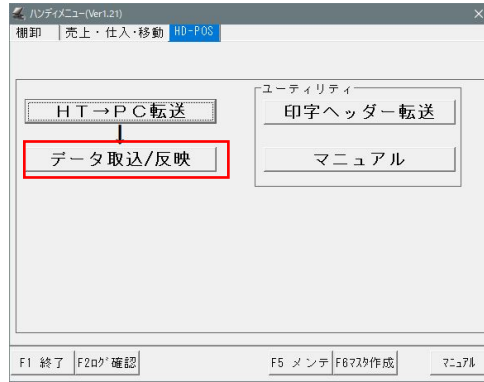 ハンディメニュー(Ver1.21)
棚卸 売上・仕入・移動 HD-POS
ユーティリティ
HT→PC転送 印字ヘッダー転送
データ取込/反映 マニュアル
F1 終了 F2ﾛｸﾞ確認 F5 メンテ F6ﾏｽﾀ作成 ﾏﾆｭｱﾙ